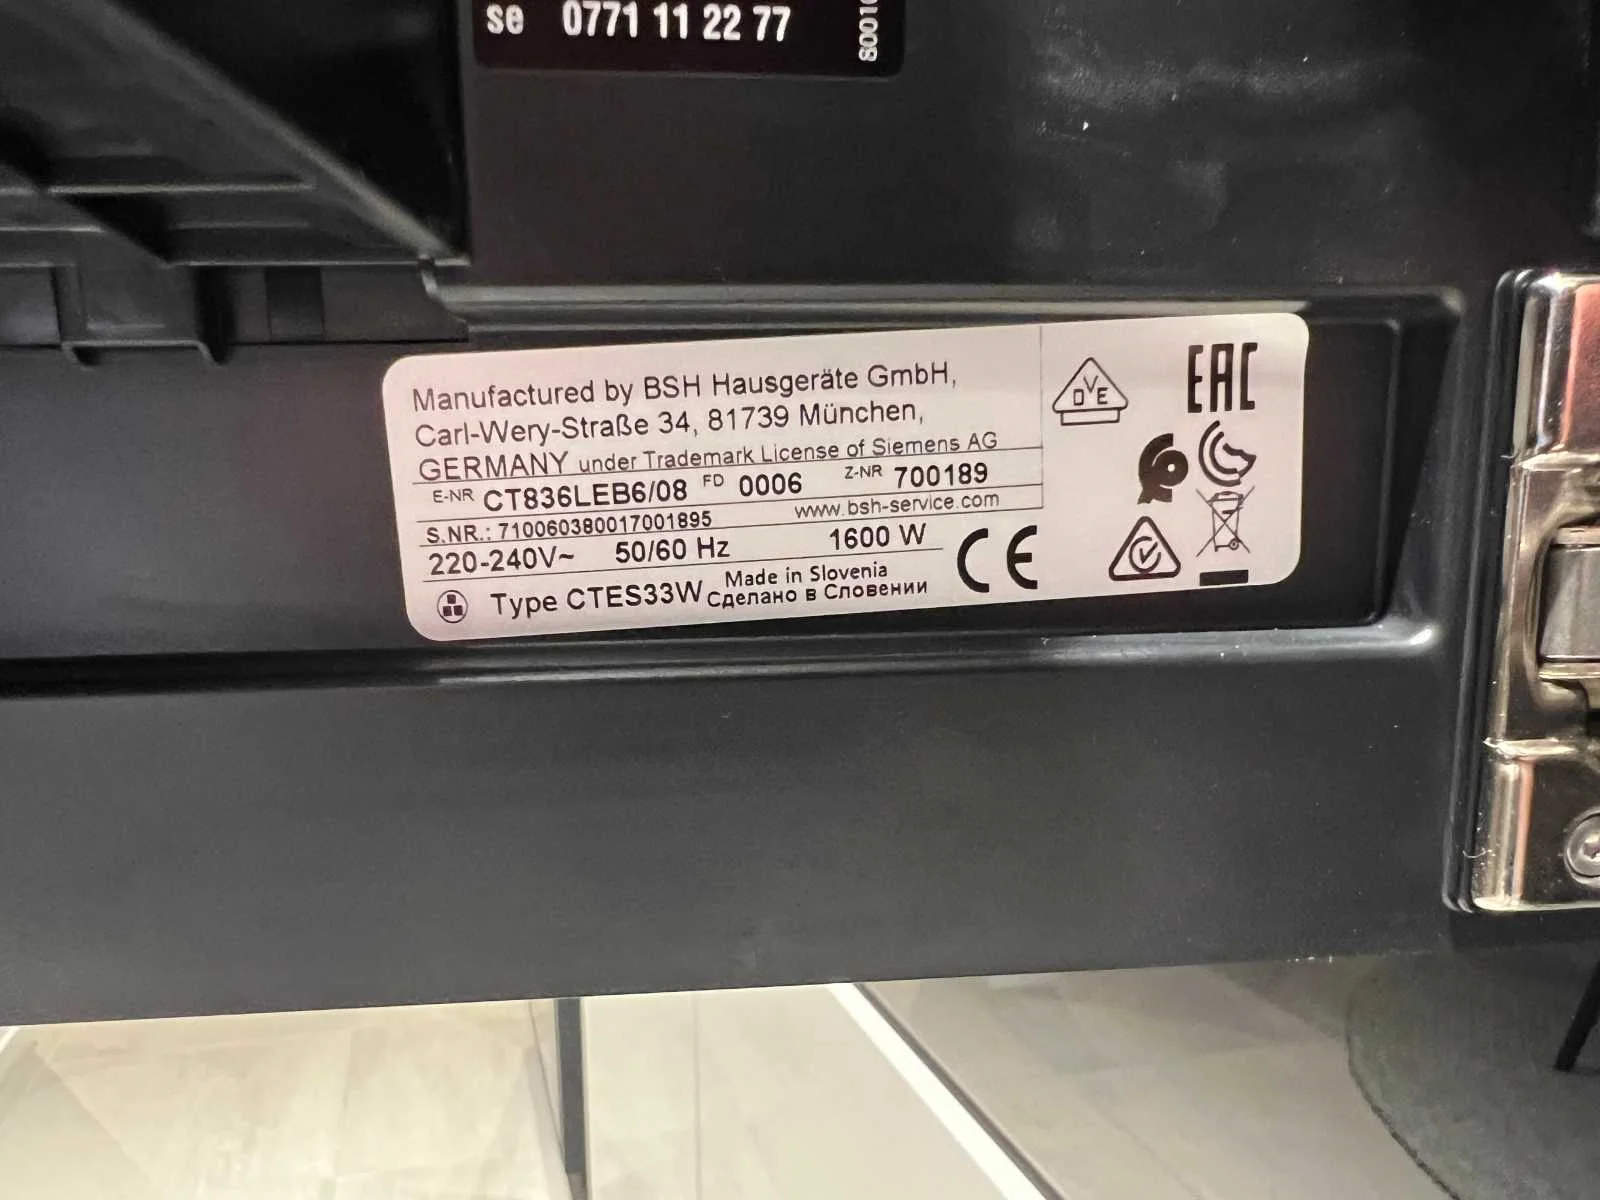 se 0771 11 22 77
8001
Manufactured by BSH Hausgeräte GmbH,
Carl-Wery-Straße 34, 81739 München,
GERMANY under Trademark License of Siemens AG
E-NR CT836LEB6/08 FD 0006 Z-NR 700189
S.NR.: 710060380017001895 www.bsh-service.com
220-240V~ 50/60 Hz 1600 W
Type CTES33W Made in Slovenia
Сделано в Словении
CE
DVE
EAC